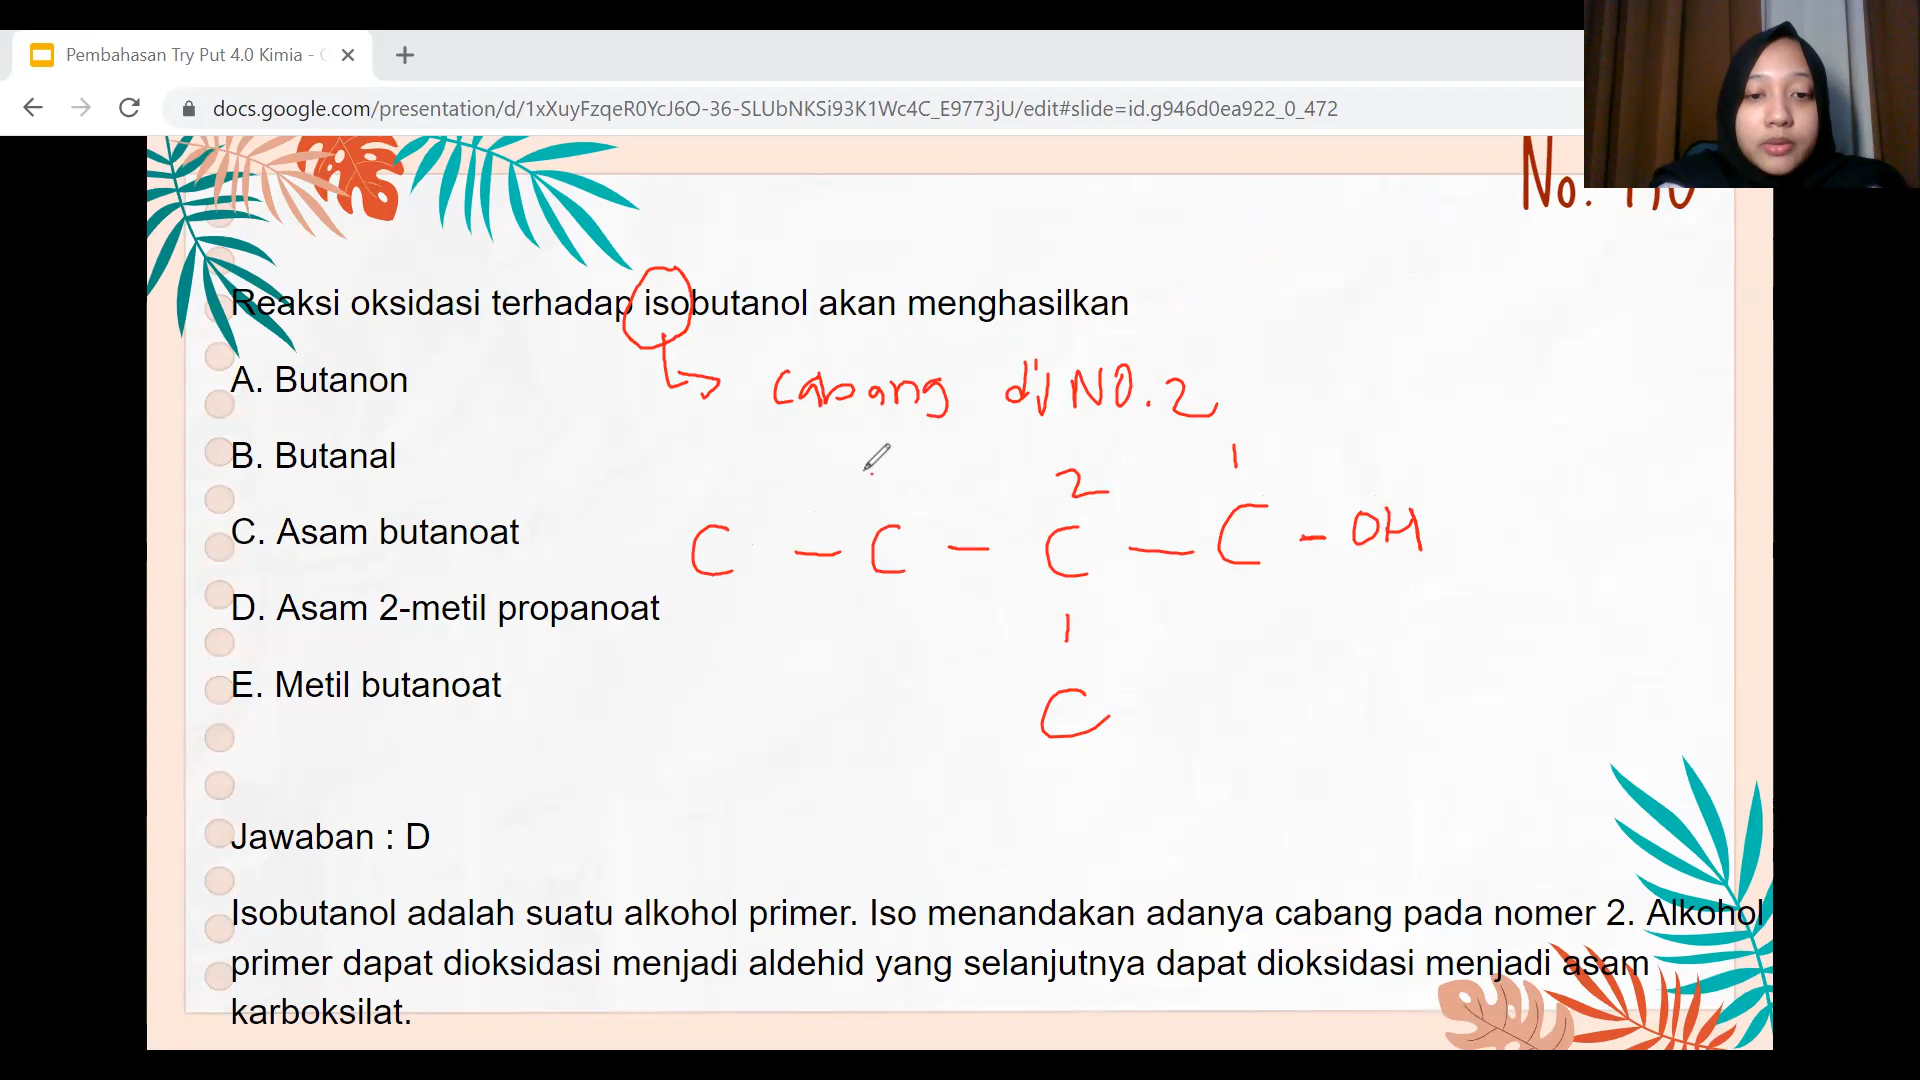 Pembahasan Try Put 4.0 Kimia -
docs.google.com/presentation/d/1xXuyFzqeR0YcJ6O-36-SLUbNKSi93K1Wc4C_E9773jU/edit#slide=id.g946d0ea922_0_472
No.
Reaksi oksidasi terhadap isobutanol akan menghasilkan
A. Butanon
cabang di NO. 2
B. Butanal
2 1
C - C - C - C - OH
C. Asam butanoat
D. Asam 2-metil propanoat
C
E. Metil butanoat
Jawaban : D
Isobutanol adalah suatu alkohol primer. Iso menandakan adanya cabang pada nomer 2. Alkohol
primer dapat dioksidasi menjadi aldehid yang selanjutnya dapat dioksidasi menjadi asam
karboksilat.